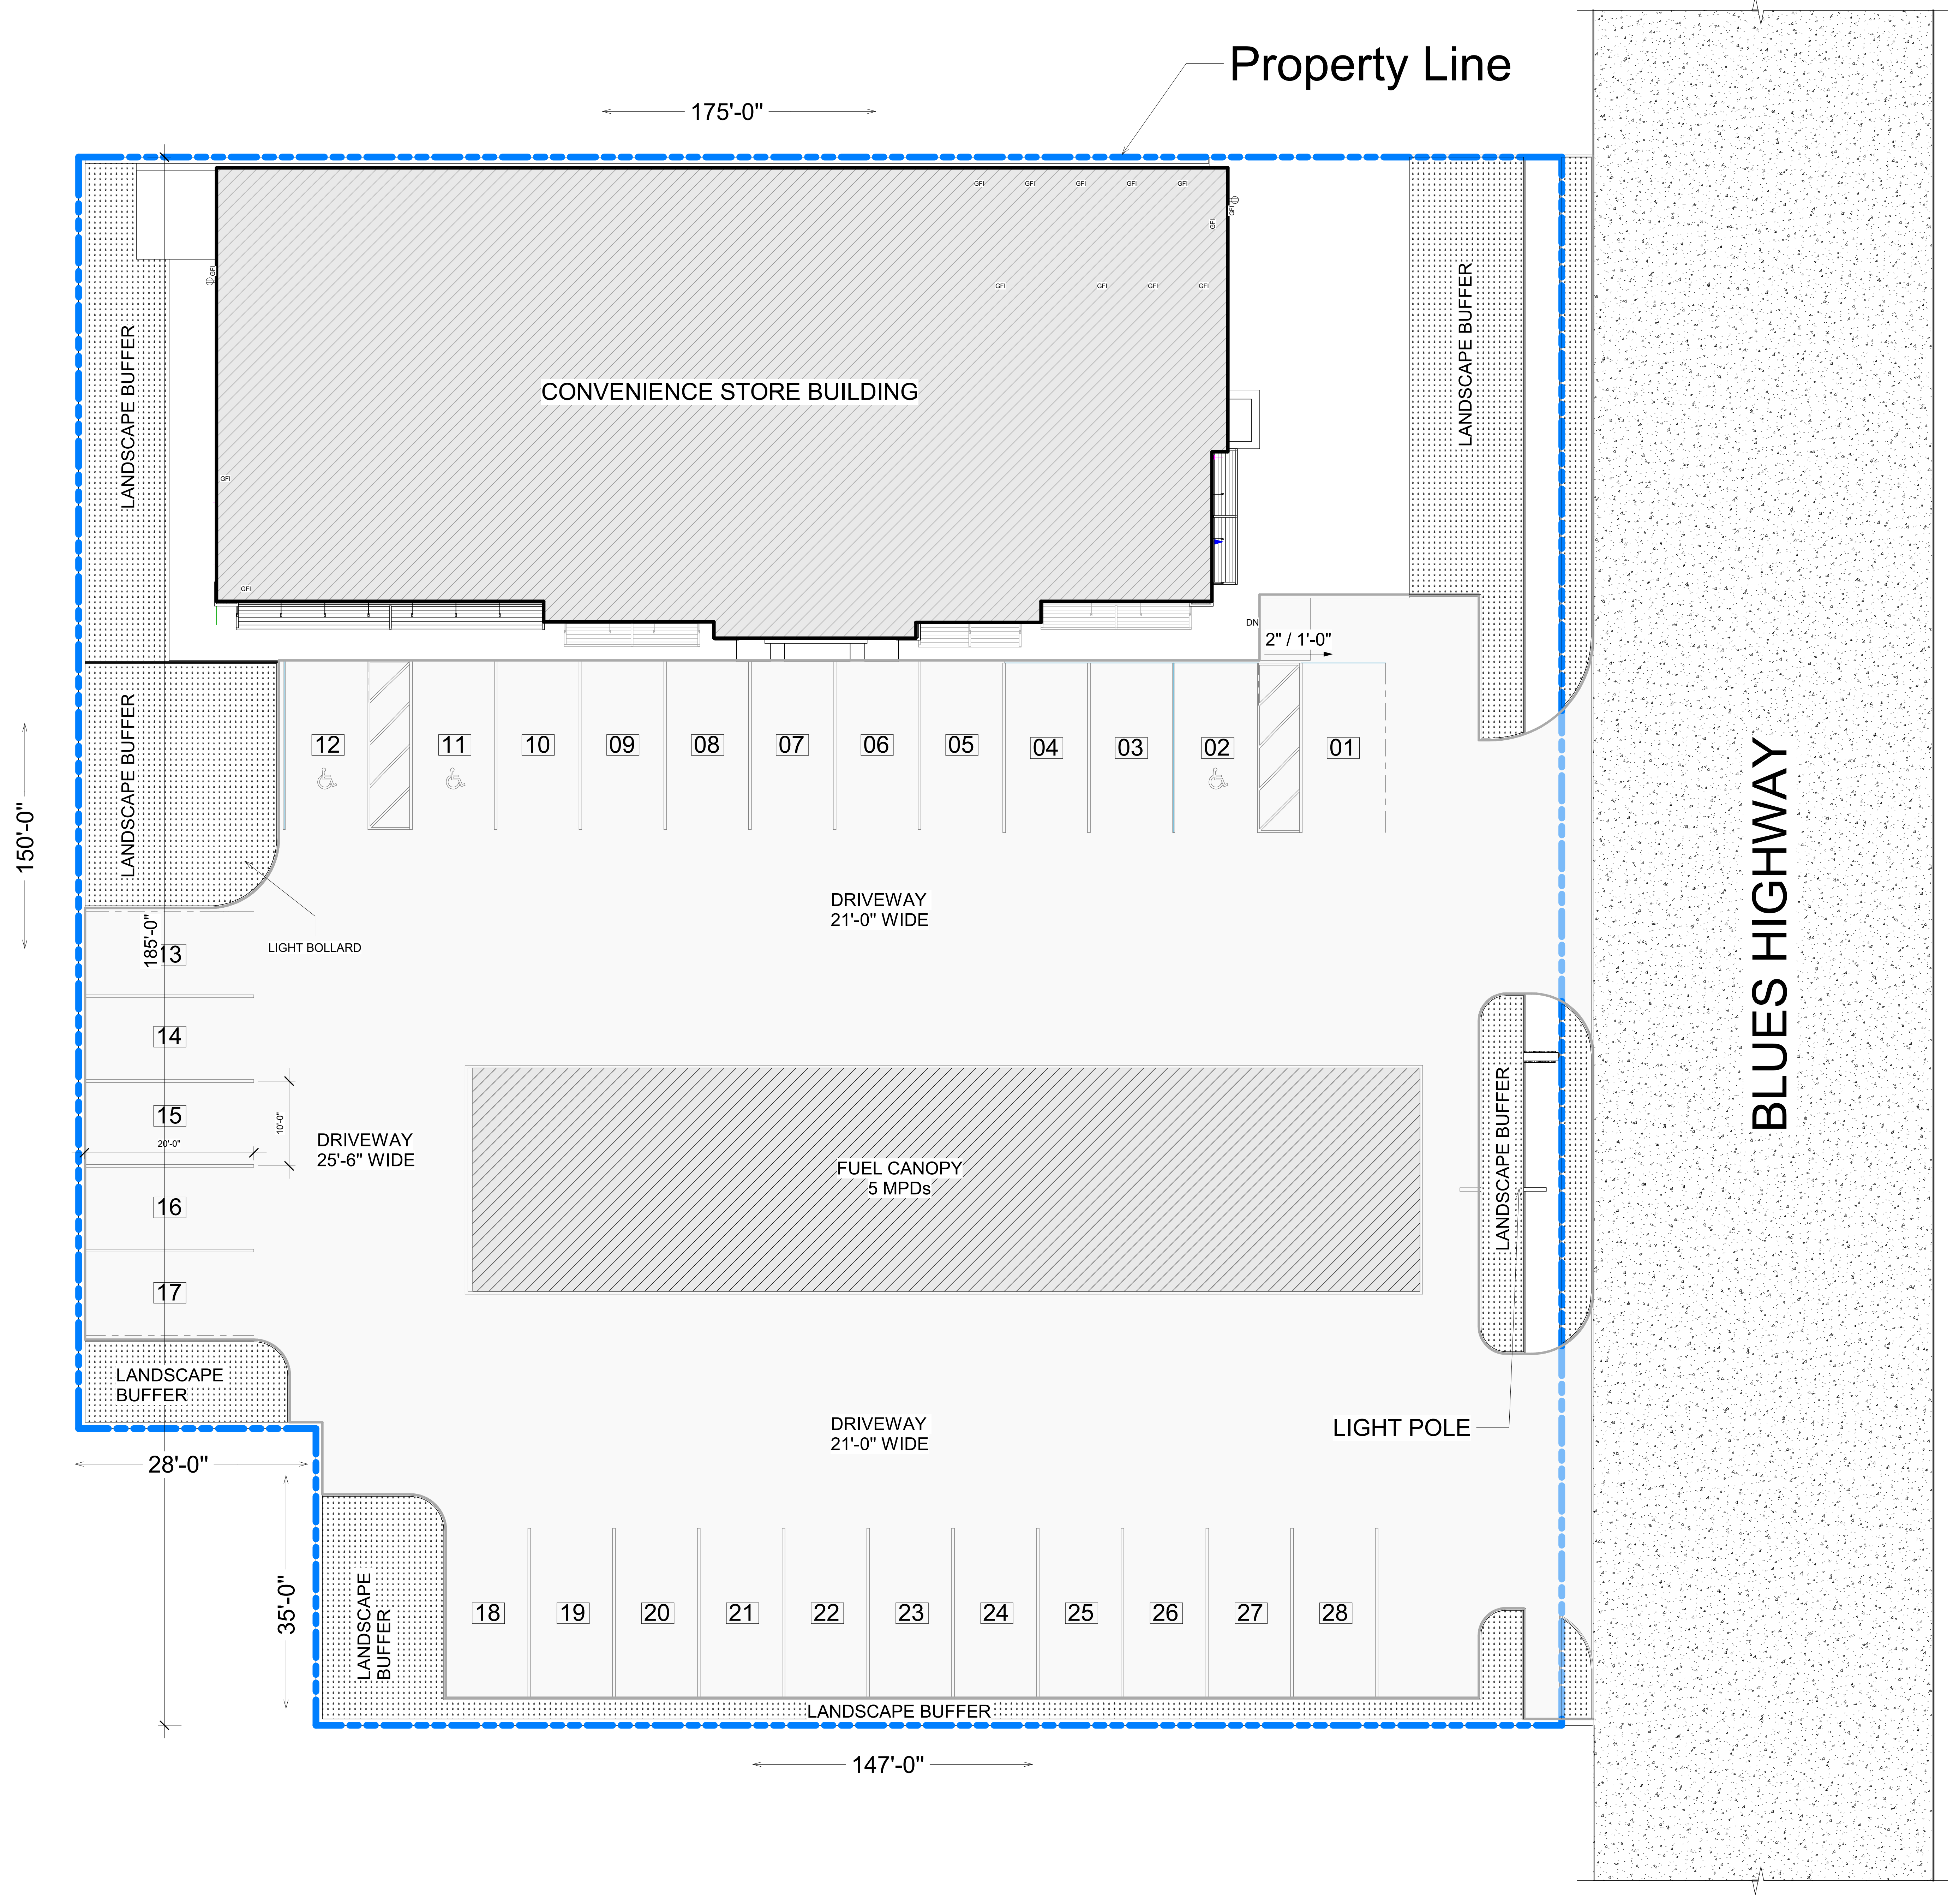 Property Line
175'-0"
GFI
GFI
GFI
GFI
GFI
GFI
GFI
GFI
GFI
GFI
GFI
GFI
LANDSCAPE BUFFER
CONVENIENCE STORE BUILDING
LANDSCAPE BUFFER
GFI
GFI
DN
2" / 1'-0"
LANDSCAPE BUFFER
12
11
10
09
08
07
06
05
04
03
02
01
150'-0"
BLUES HIGHWAY
DRIVEWAY
21'-0" WIDE
LIGHT BOLLARD
185'-0"
13
14
15
20'-0"
10'-0"
16
17
DRIVEWAY
25'-6" WIDE
FUEL CANOPY
5 MPDs
LANDSCAPE BUFFER
LANDSCAPE
BUFFER
DRIVEWAY
21'-0" WIDE
LIGHT POLE
28'-0"
35'-0"
LANDSCAPE
BUFFER
18
19
20
21
22
23
24
25
26
27
28
LANDSCAPE BUFFER
147'-0"